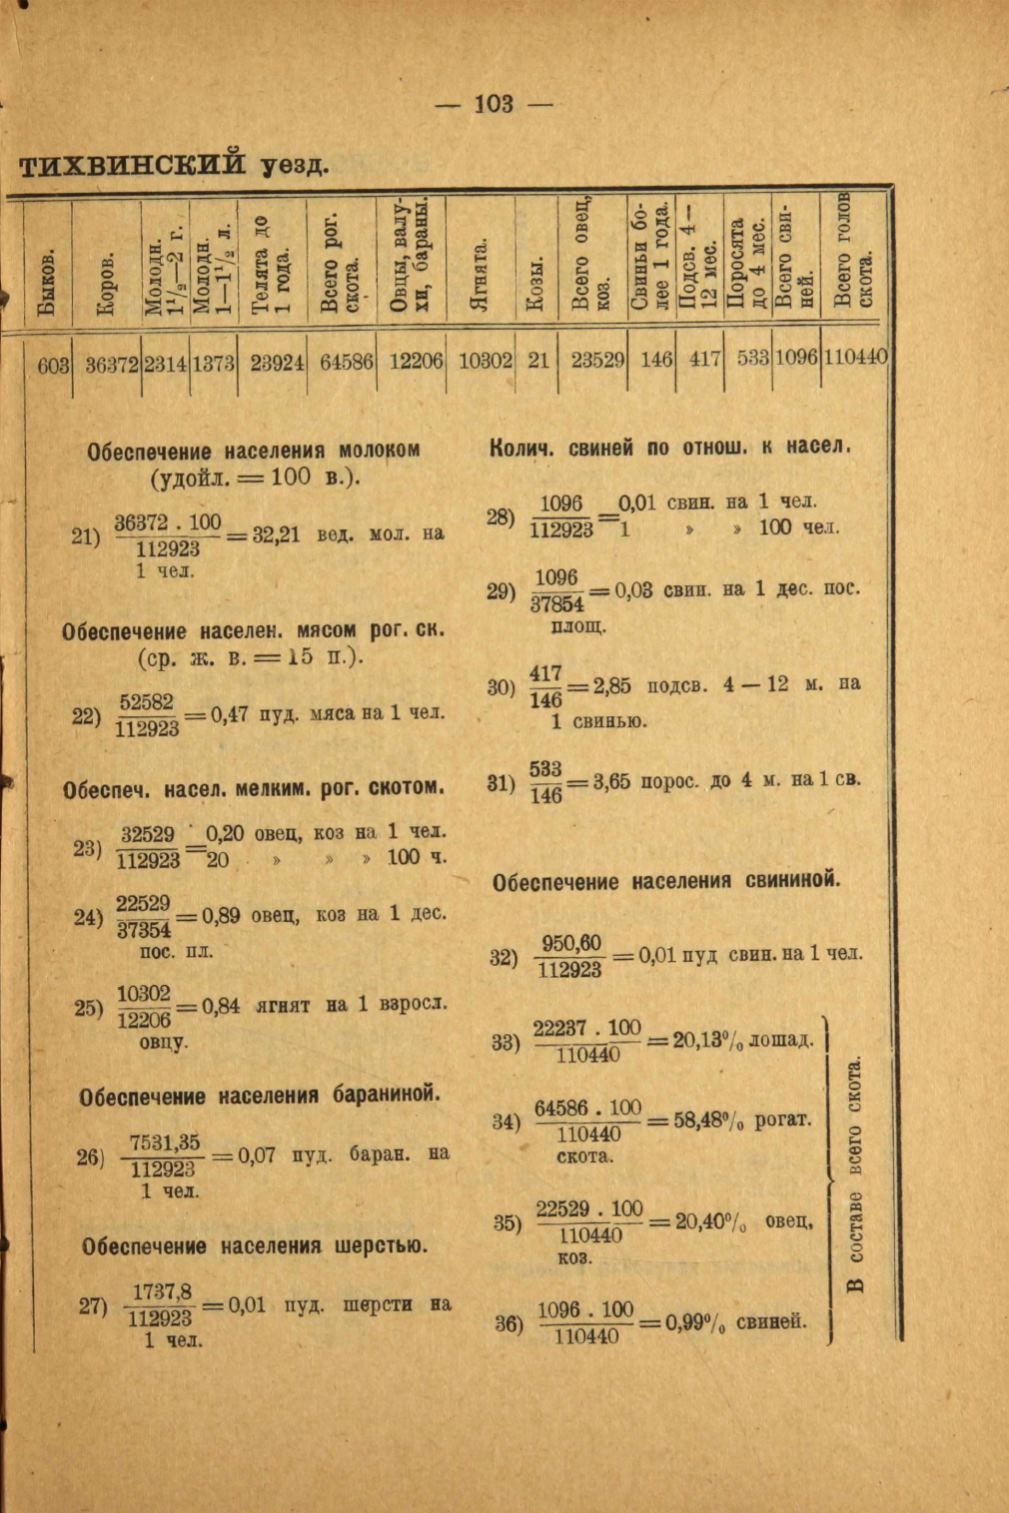 — 103 —
ТИХВИНСКИЙ уезд.
Быков. Коров. Молодн. 1¹/₂—2 г. Молодн. 1—1¹/₂ л. Телята до 1 года. Всего рог. скота. Овцы, валухи, бараны. Ягнята. Козы. Всего овец, коз. Свиньи более 1 года. Подсв. 4—12 мес. Поросята до 4 мес. Всего свиней. Всего голов скота.
603 36372 2314 1373 23924 64586 12206 10302 21 23529 146 417 533 1096 110440
Обеспечение населения молоком
(удойл. = 100 в.).
21) 36372 . 100 / 112923 = 32,21 вед. мол. на
1 чел.
Обеспечение населен. мясом рог. ск.
(ср. ж. в. = 15 п.).
22) 52582 / 112923 = 0,47 пуд. мяса на 1 чел.
Обеспеч. насел. мелким. рог. скотом.
23) 32529 / 112923 = 0,20 овец, коз на 1 чел.
20 » » » 100 ч.
24) 22529 / 37354 = 0,89 овец, коз на 1 дес.
пос. пл.
25) 10302 / 12206 = 0,84 ягнят на 1 взросл.
овцу.
Обеспечение населения бараниной.
26) 7531,35 / 112923 = 0,07 пуд. баран. на
1 чел.
Обеспечение населения шерстью.
27) 1737,8 / 112923 = 0,01 пуд. шерсти на
1 чел.
Колич. свиней по отнош. к насел.
28) 1096 / 112923 = 0,01 свин. на 1 чел.
1 » » 100 чел.
29) 1096 / 37854 = 0,03 свин. на 1 дес. пос.
площ.
30) 417 / 146 = 2,85 подсв. 4 — 12 м. на
1 свинью.
31) 533 / 146 = 3,65 порос. до 4 м. на 1 св.
Обеспечение населения свининой.
32) 950,60 / 112923 = 0,01 пуд свин. на 1 чел.
33) 22237 . 100 / 110440 = 20,13% лошад.
34) 64586 . 100 / 110440 = 58,48% рогат.
скота.
35) 22529 . 100 / 110440 = 20,40% овец,
коз.
36) 1096 . 100 / 110440 = 0,99% свиней.
В составе всего скота.